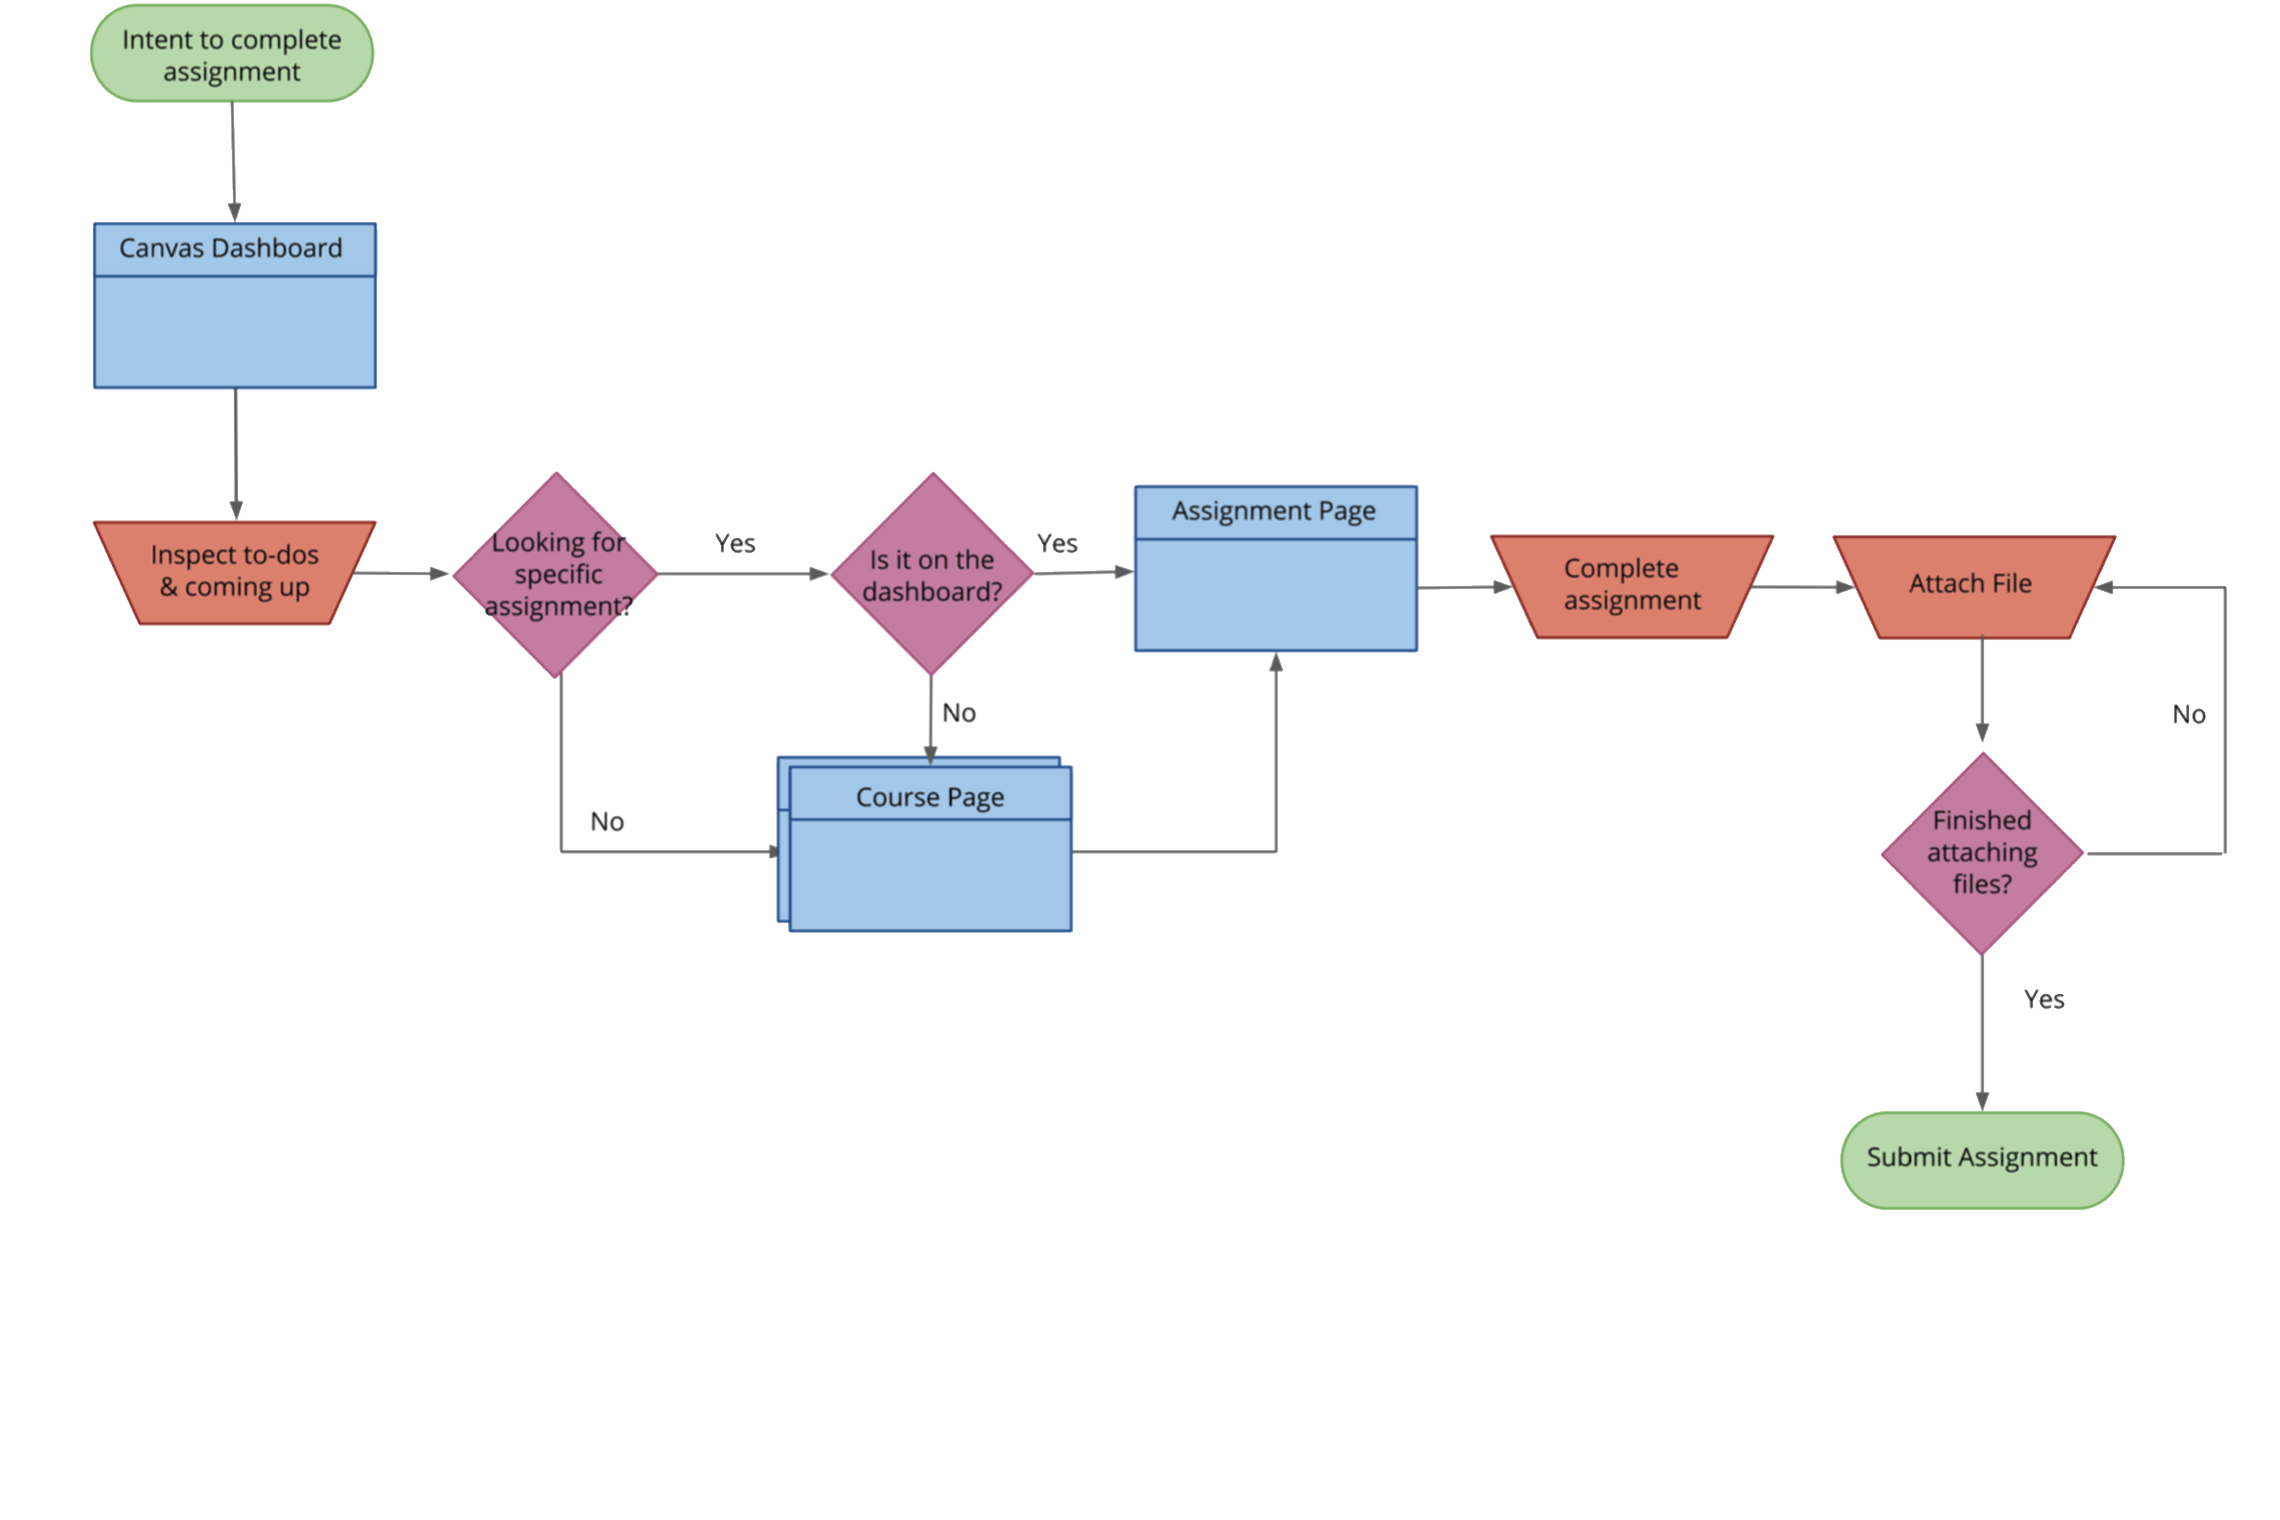 Intent to complete
assignment
Canvas Dashboard
Inspect to-dos
& coming up
Looking for
specific
assignment?
Yes
No
Is it on the
dashboard?
Yes
No
Course Page
Assignment Page
Complete
assignment
Attach File
No
Finished
attaching
files?
Yes
Submit Assignment